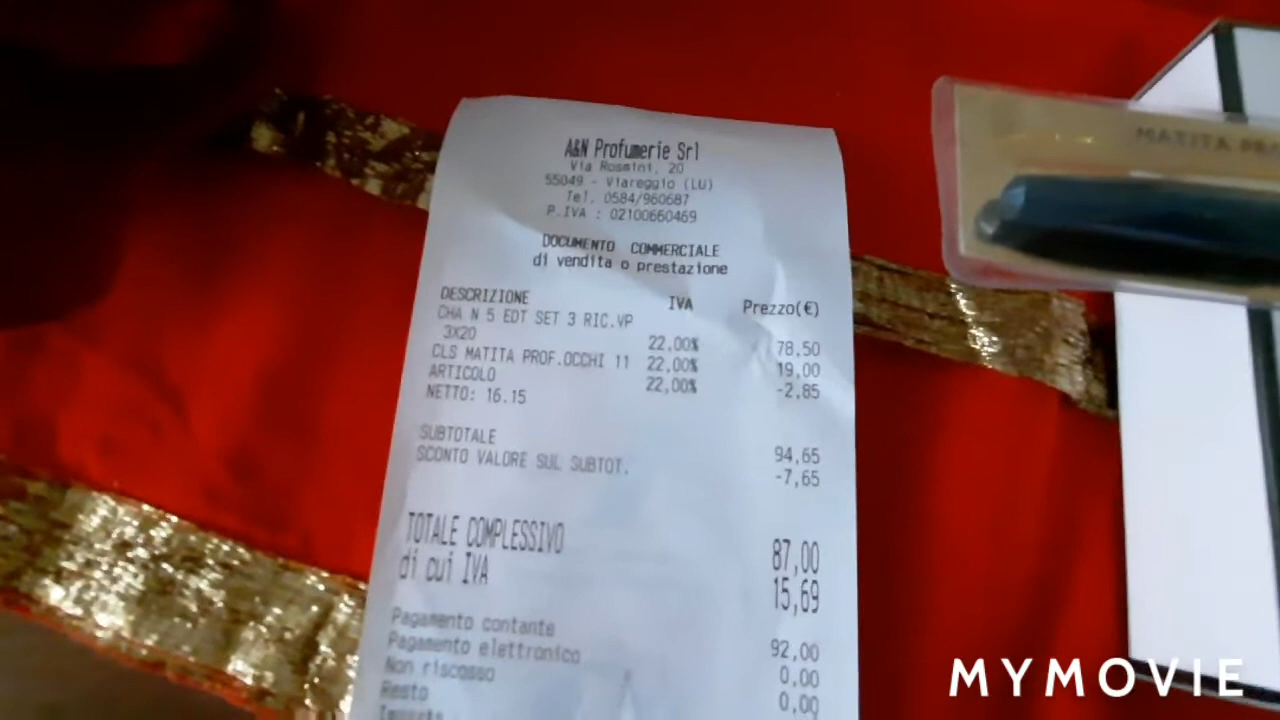 A&N Profumerie Srl
Via Rosmini, 20
55049 - Viareggio (LU)
Tel. 0584/960687
P.IVA : 02100660469
DOCUMENTO COMMERCIALE
di vendita o prestazione
DESCRIZIONE IVA Prezzo(€)
CHA N 5 EDT SET 3 RIC.VP
3X20 22,00% 78,50
CLS MATITA PROF.OCCHI 11 22,00% 19,00
ARTICOLO 22,00% -2,85
NETTO: 16.15
SUBTOTALE 94,65
SCONTO VALORE SUL SUBTOT. -7,65
TOTALE COMPLESSIVO 87,00
di cui IVA 15,69
Pagamento contante 92,00
Pagamento elettronico 0,00
Non riscosso 0,00
Resto
Importo
MATITA
MYMOVIE